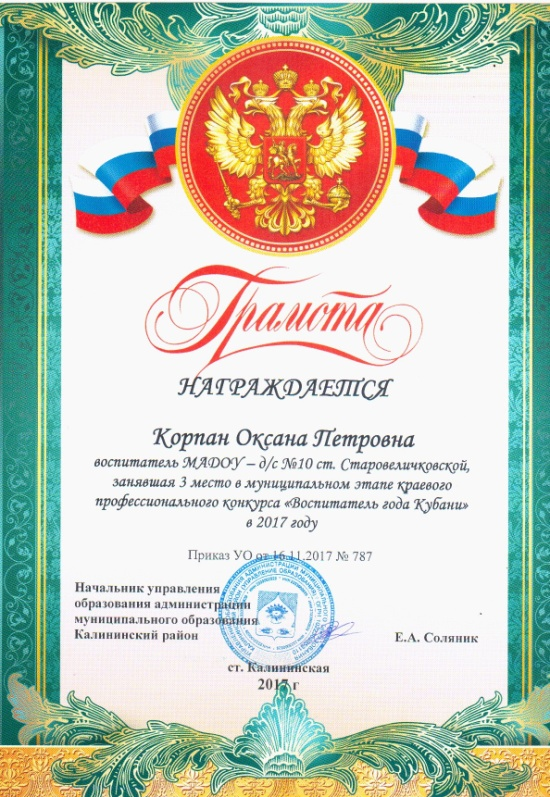 Грамота
НАГРАЖДАЕТСЯ
Корпан Оксана Петровна
воспитатель МАДОУ – д/с №10 ст. Старовеличковской,
занявшая 3 место в муниципальном этапе краевого
профессионального конкурса «Воспитатель года Кубани»
в 2017 году
Приказ УО от 16.11.2017 № 787
Начальник управления
образования администрации
муниципального образования
Калининский район
Е.А. Соляник
ст. Калининская
2017 г